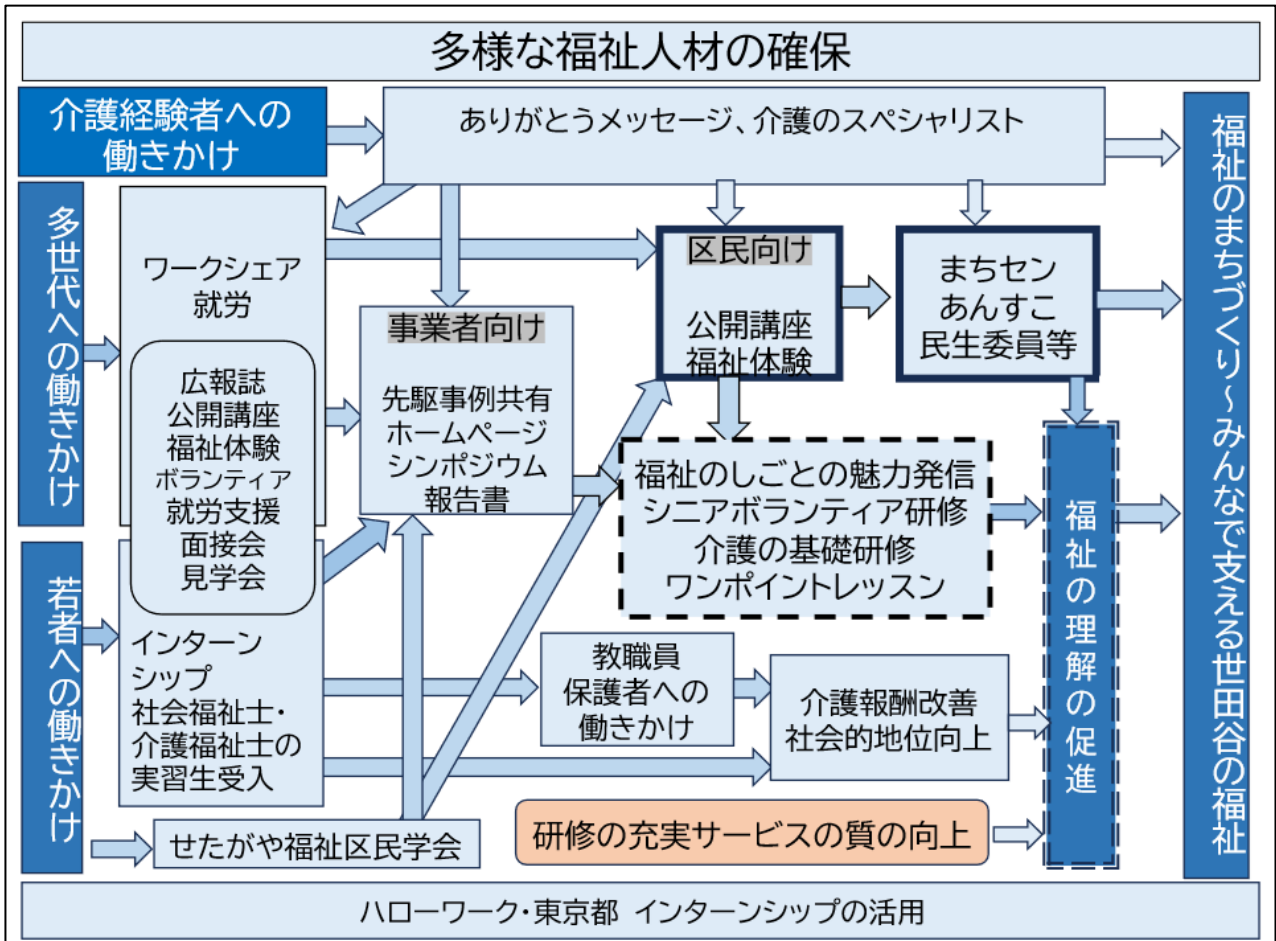 多様な福祉人材の確保
介護経験者への
働きかけ
ありがとうメッセージ、介護のスペシャリスト
多世代への働きかけ
ワークシェア
就労
広報誌
公開講座
福祉体験
ボランティア
就労支援
面接会
見学会
事業者向け
先駆事例共有
ホームページ
シンポジウム
報告書
区民向け
公開講座
福祉体験
まちセン
あんすこ
民生委員等
福祉のしごとの魅力発信
シニアボランティア研修
介護の基礎研修
ワンポイントレッスン
若者への働きかけ
インターン
シップ
社会福祉士・
介護福祉士の
実習生受入
教職員
保護者への
働きかけ
介護報酬改善
社会的地位向上
せたがや福祉区民学会
研修の充実サービスの質の向上
福祉の理解の促進
福祉のまちづくり～みんなで支える世田谷の福祉
ハローワーク・東京都 インターンシップの活用